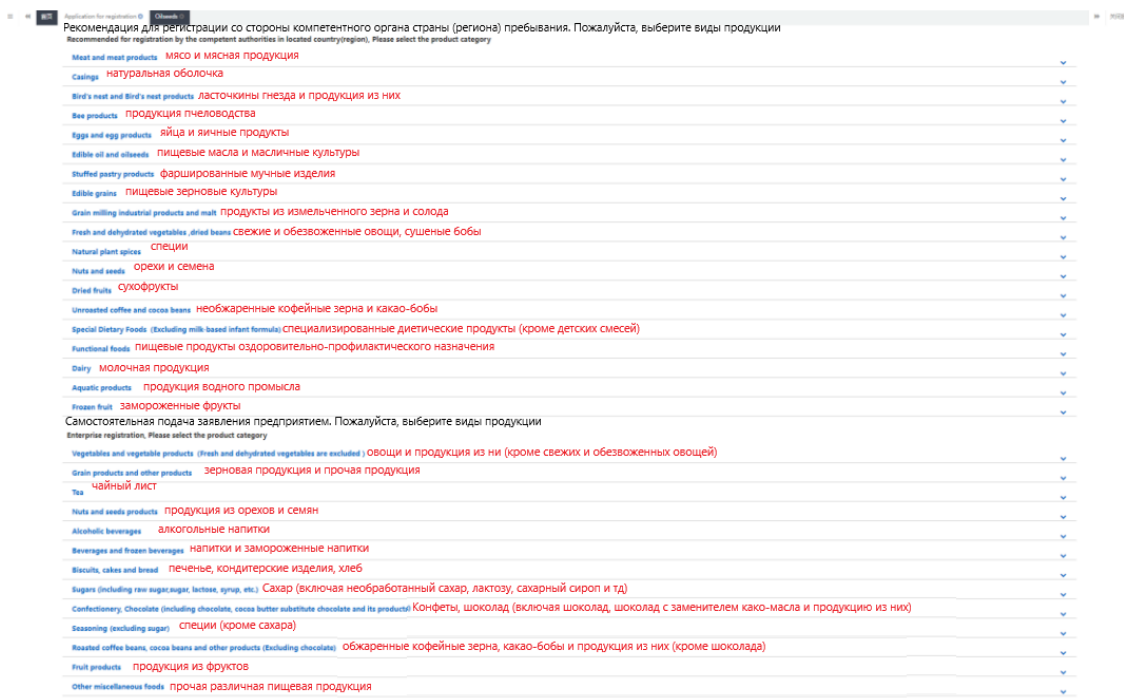 首页 Application for registration Oilseeds
Рекомендация для регистрации со стороны компетентного органа страны (региона) пребывания. Пожалуйста, выберите виды продукции
Recommended for registration by the competent authorities in located country(region), Please select the product category
Meat and meat products мясо и мясная продукция
Casings натуральная оболочка
Bird's nest and Bird's nest products ласточкины гнезда и продукция из них
Bee products продукция пчеловодства
Eggs and egg products яйца и яичные продукты
Edible oil and oilseeds пищевые масла и масличные культуры
Stuffed pastry products фаршированные мучные изделия
Edible grains пищевые зерновые культуры
Grain milling industrial products and malt продукты из измельченного зерна и солода
Fresh and dehydrated vegetables ,dried beans свежие и обезвоженные овощи, сушеные бобы
Natural plant spices специи
Nuts and seeds орехи и семена
Dried fruits сухофрукты
Unroasted coffee and cocoa beans необжаренные кофейные зерна и какао-бобы
Special Dietary Foods (Excluding milk-based infant formula) специализированные диетические продукты (кроме детских смесей)
Functional foods пищевые продукты оздоровительно-профилактического назначения
Dairy молочная продукция
Aquatic products продукция водного промысла
Frozen fruit замороженные фрукты
Самостоятельная подача заявления предприятием. Пожалуйста, выберите виды продукции
Enterprise registration, Please select the product category
Vegetables and vegetable products (Fresh and dehydrated vegetables are excluded ) овощи и продукция из ни (кроме свежих и обезвоженных овощей)
Grain products and other products зерновая продукция и прочая продукция
Tea чайный лист
Nuts and seeds products продукция из орехов и семян
Alcoholic beverages алкогольные напитки
Beverages and frozen beverages напитки и замороженные напитки
Biscuits, cakes and bread печенье, кондитерские изделия, хлеб
Sugars (including raw sugar,sugar, lactose, syrup, etc.) Сахар (включая необработанный сахар, лактозу, сахарный сироп и тд)
Confectionery, Chocolate (including chocolate, cocoa butter substitute chocolate and its products) Конфеты, шоколад (включая шоколад, шоколад с заменителем како-масла и продукцию из них)
Seasoning (excluding sugar) специи (кроме сахара)
Roasted coffee beans, cocoa beans and other products (Excluding chocolate) обжаренные кофейные зерна, какао-бобы и продукция из них (кроме шоколада)
Fruit products продукция из фруктов
Other miscellaneous foods прочая различная пищевая продукция